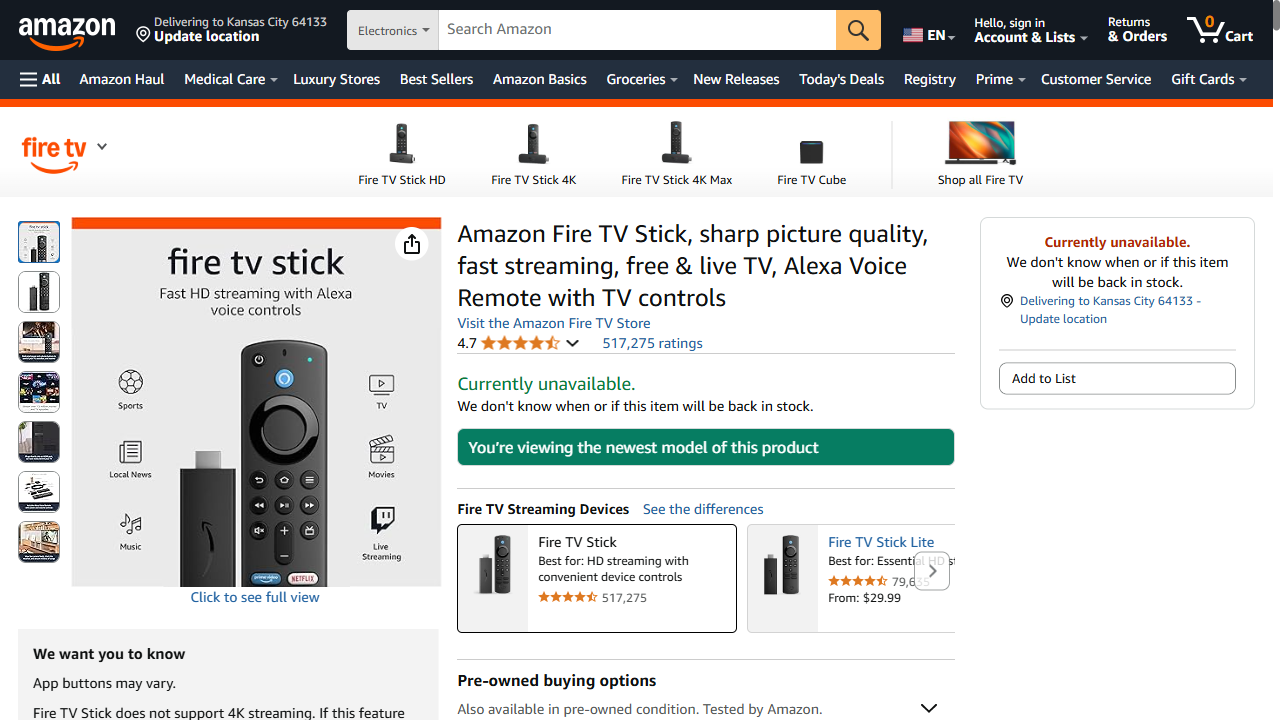 amazon
Delivering to Kansas City 64133
Update location
Electronics
Search Amazon
EN
Hello, sign in
Account & Lists
Returns
& Orders
0
Cart
All
Amazon Haul
Medical Care
Luxury Stores
Best Sellers
Amazon Basics
Groceries
New Releases
Today's Deals
Registry
Prime
Customer Service
Gift Cards
fire tv
Fire TV Stick HD
Fire TV Stick 4K
Fire TV Stick 4K Max
Fire TV Cube
Shop all Fire TV
fire tv stick
Fast HD streaming with Alexa
voice controls
Sports
Local News
Music
TV
Movies
Live
Streaming
prime video
NETFLIX
Click to see full view
We want you to know
App buttons may vary.
Fire TV Stick does not support 4K streaming. If this feature
Amazon Fire TV Stick, sharp picture quality,
fast streaming, free & live TV, Alexa Voice
Remote with TV controls
Visit the Amazon Fire TV Store
4.7
517,275 ratings
Currently unavailable.
We don't know when or if this item will be back in stock.
You're viewing the newest model of this product
Fire TV Streaming Devices
See the differences
Fire TV Stick
Best for: HD streaming with
convenient device controls
517,275
Fire TV Stick Lite
Best for: Essential HD st
79,635
From: $29.99
Pre-owned buying options
Also available in pre-owned condition. Tested by Amazon.
Currently unavailable.
We don't know when or if this item
will be back in stock.
Delivering to Kansas City 64133 -
Update location
Add to List